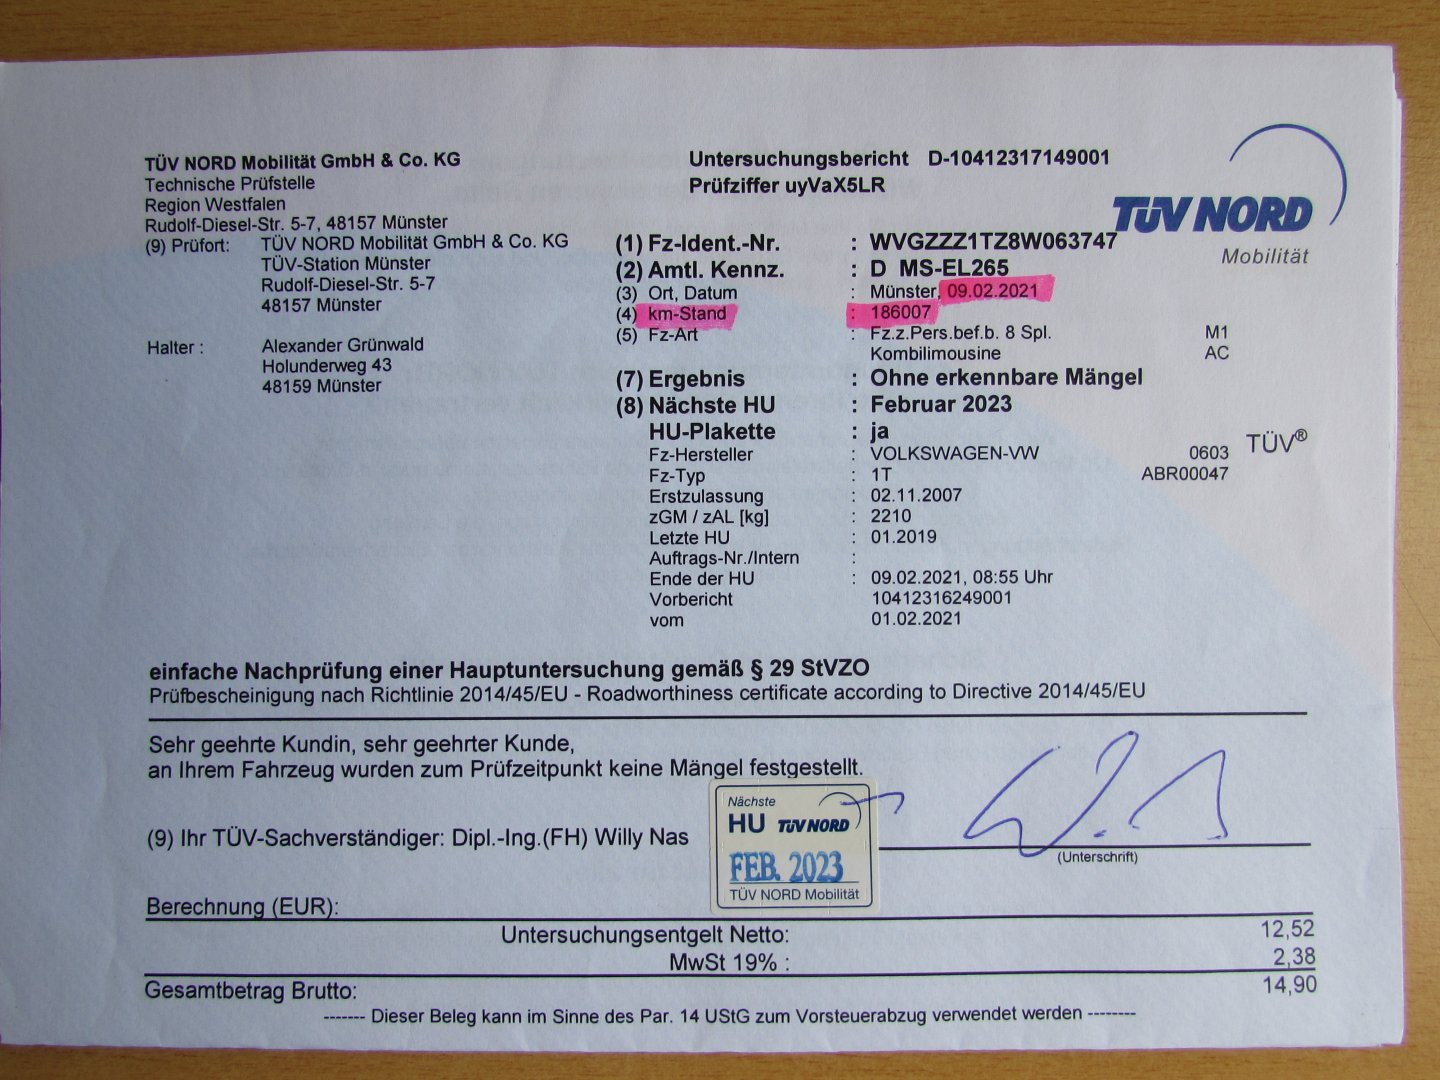 TÜV NORD Mobilität GmbH & Co. KG
Technische Prüfstelle
Region Westfalen
Rudolf-Diesel-Str. 5-7, 48157 Münster
(9) Prüfort: TÜV NORD Mobilität GmbH & Co. KG
TÜV-Station Münster
Rudolf-Diesel-Str. 5-7
48157 Münster
Halter : Alexander Grünwald
Holunderweg 43
48159 Münster
Untersuchungsbericht D-10412317149001
Prüfziffer uyVaX5LR
TÜV NORD
Mobilität
(1) Fz-Ident.-Nr. : WVGZZZ1TZ8W063747
(2) Amtl. Kennz. : D MS-EL265
(3) Ort, Datum : Münster, 09.02.2021
(4) km-Stand : 186007
(5) Fz-Art : Fz.z.Pers.bef.b. 8 Spl. M1
Kombilimousine AC
(7) Ergebnis : Ohne erkennbare Mängel
(8) Nächste HU : Februar 2023
HU-Plakette : ja
TÜV®
Fz-Hersteller : VOLKSWAGEN-VW 0603
Fz-Typ : 1T ABR00047
Erstzulassung : 02.11.2007
zGM / zAL [kg] : 2210
Letzte HU : 01.2019
Auftrags-Nr./Intern :
Ende der HU : 09.02.2021, 08:55 Uhr
Vorbericht 10412316249001
vom 01.02.2021
einfache Nachprüfung einer Hauptuntersuchung gemäß § 29 StVZO
Prüfbescheinigung nach Richtlinie 2014/45/EU - Roadworthiness certificate according to Directive 2014/45/EU
Sehr geehrte Kundin, sehr geehrter Kunde,
an Ihrem Fahrzeug wurden zum Prüfzeitpunkt keine Mängel festgestellt.
(9) Ihr TÜV-Sachverständiger: Dipl.-Ing.(FH) Willy Nas
Nächste
HU TÜV NORD
FEB. 2023
TÜV NORD Mobilität
(Unterschrift)
Berechnung (EUR):
Untersuchungsentgelt Netto: 12,52
MwSt 19% : 2,38
Gesamtbetrag Brutto: 14,90
------- Dieser Beleg kann im Sinne des Par. 14 UStG zum Vorsteuerabzug verwendet werden --------